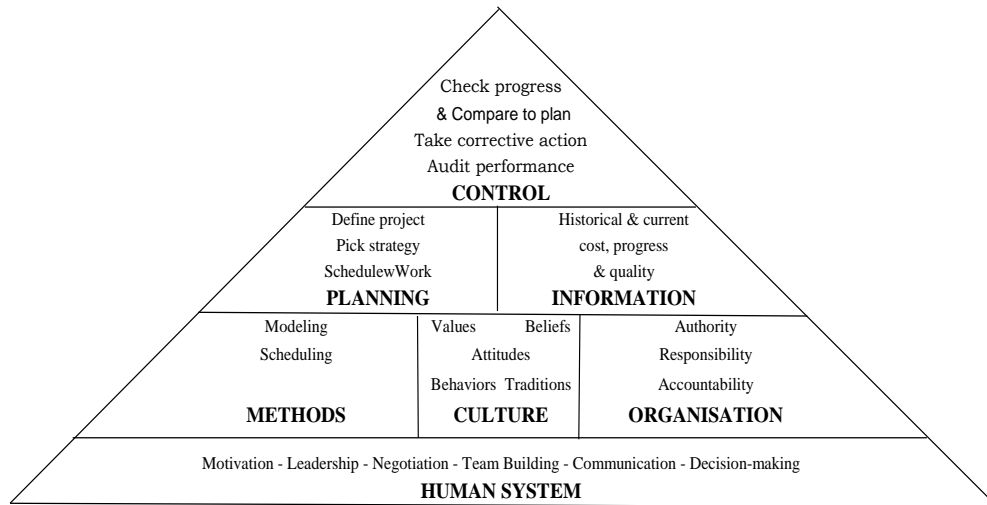 Check progress
& Compare to plan
Take corrective action
Audit performance
CONTROL
Define project
Pick strategy
SchedulewWork
PLANNING
Historical & current
cost, progress
& quality
INFORMATION
Modeling
Scheduling
METHODS
Values Beliefs
Attitudes
Behaviors Traditions
CULTURE
Authority
Responsibility
Accountability
ORGANISATION
Motivation - Leadership - Negotiation - Team Building - Communication - Decision-making
HUMAN SYSTEM